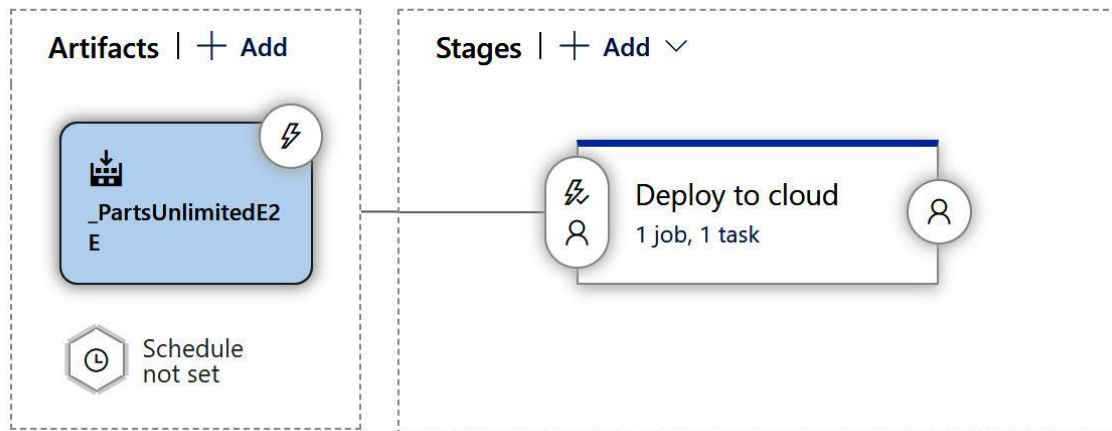 Artifacts | + Add
Stages | + Add
_PartsUnlimitedE2
E
Deploy to cloud
1 job, 1 task
Schedule
not set